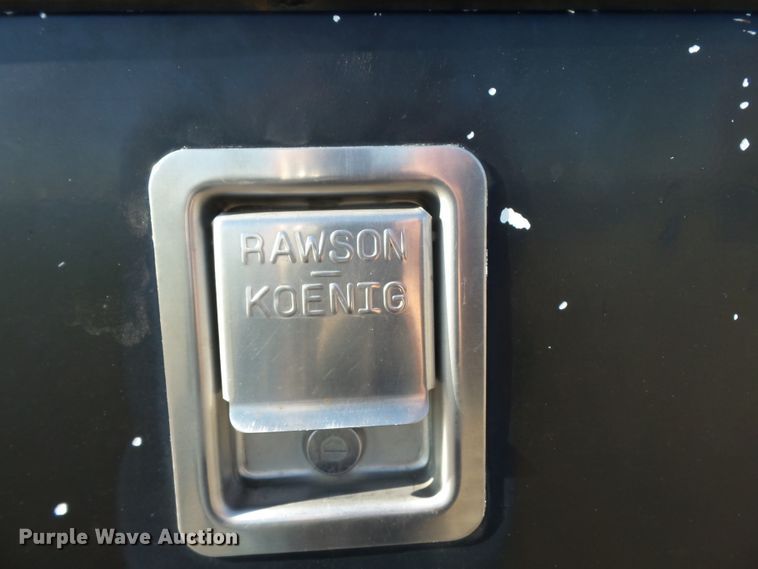 RAWSON
–
KOENIG
Purple Wave Auction®